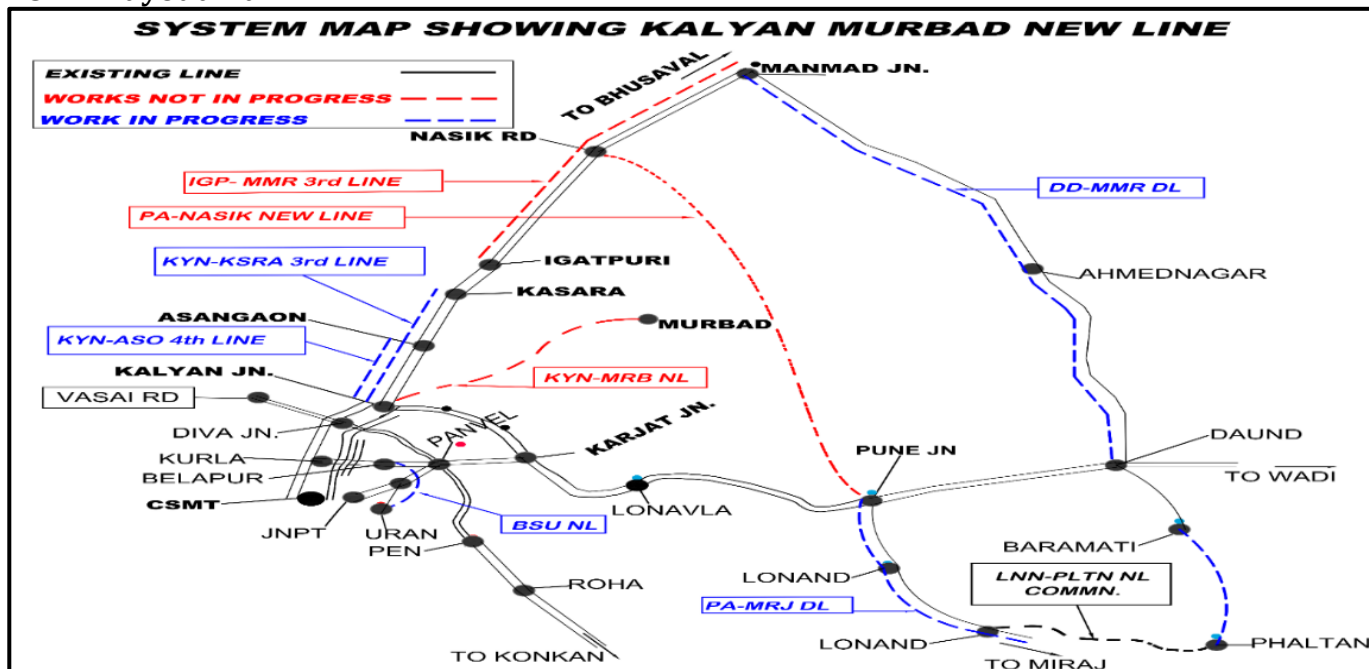 SYSTEM MAP SHOWING KALYAN MURBAD NEW LINE
EXISTING LINE
WORKS NOT IN PROGRESS
WORK IN PROGRESS
TO BHUSAVAL
MANMAD JN.
NASIK RD
IGP- MMR 3rd LINE
DD-MMR DL
PA-NASIK NEW LINE
KYN-KSRA 3rd LINE
IGATPURI
AHMEDNAGAR
KASARA
ASANGAON
MURBAD
KYN-ASO 4th LINE
KALYAN JN.
KYN-MRB NL
VASAI RD
DIVA JN.
PANVEL
KARJAT JN.
DAUND
KURLA
PUNE JN
BELAPUR
TO WADI
CSMT
LONAVLA
JNPT
URAN
BSU NL
PEN
BARAMATI
ROHA
LONAND
LNN-PLTN NL
COMMN.
PA-MRJ DL
LONAND
PHALTAN
TO KONKAN
TO MIRAJ